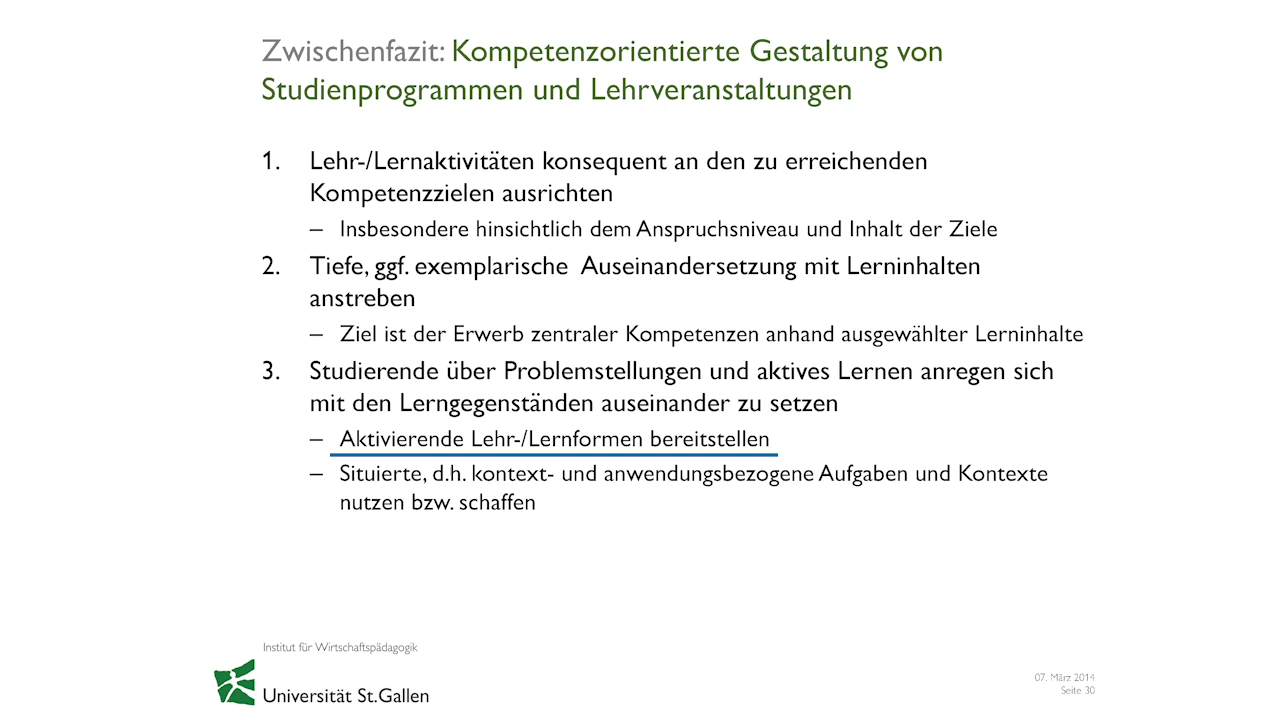 Zwischenfazit: Kompetenzorientierte Gestaltung von
Studienprogrammen und Lehrveranstaltungen
1. Lehr-/Lernaktivitäten konsequent an den zu erreichenden
Kompetenzzielen ausrichten
– Insbesondere hinsichtlich dem Anspruchsniveau und Inhalt der Ziele
2. Tiefe, ggf. exemplarische Auseinandersetzung mit Lerninhalten
anstreben
– Ziel ist der Erwerb zentraler Kompetenzen anhand ausgewählter Lerninhalte
3. Studierende über Problemstellungen und aktives Lernen anregen sich
mit den Lerngegenständen auseinander zu setzen
– Aktivierende Lehr-/Lernformen bereitstellen
– Situierte, d.h. kontext- und anwendungsbezogene Aufgaben und Kontexte
nutzen bzw. schaffen
Institut für Wirtschaftspädagogik
Universität St.Gallen
07. März 2014
Seite 30